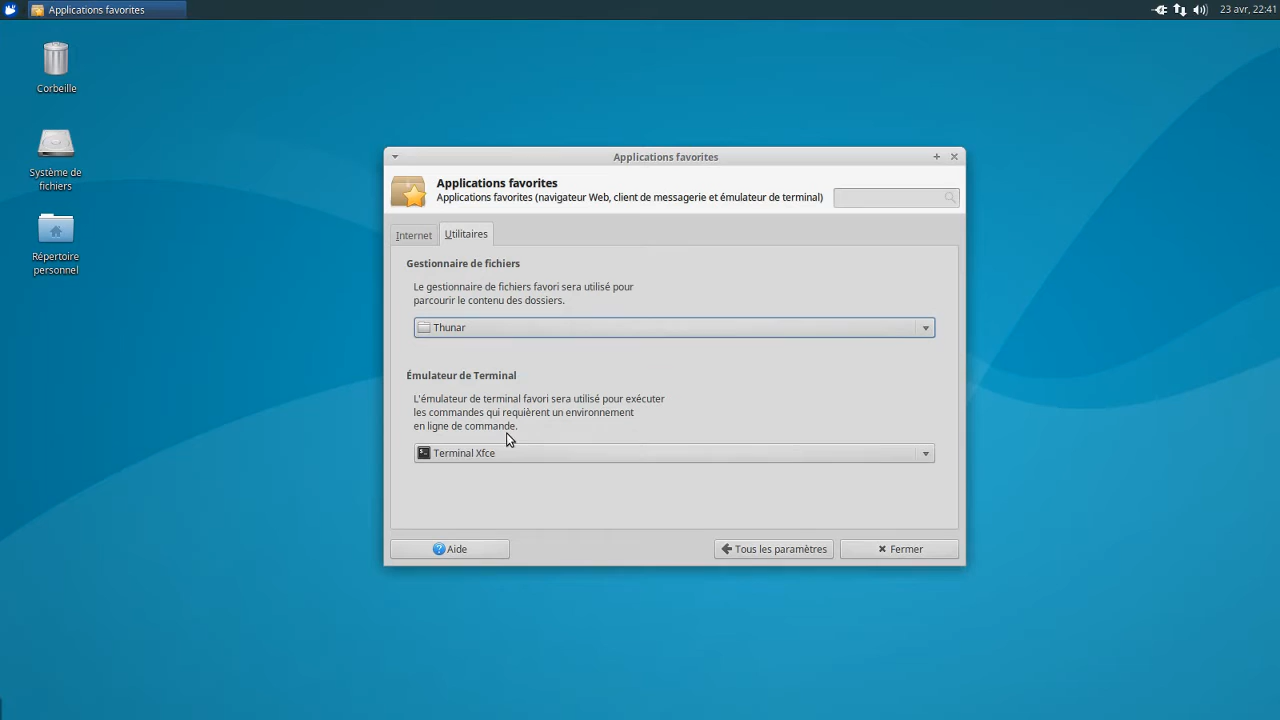 Applications favorites
23 avr, 22:41
Corbeille
Système de
fichiers
Répertoire
personnel
Applications favorites
Applications favorites
Applications favorites (navigateur Web, client de messagerie et émulateur de terminal)
Internet
Utilitaires
Gestionnaire de fichiers
Le gestionnaire de fichiers favori sera utilisé pour
parcourir le contenu des dossiers.
Thunar
Émulateur de Terminal
L'émulateur de terminal favori sera utilisé pour exécuter
les commandes qui requièrent un environnement
en ligne de commande.
Terminal Xfce
Aide
Tous les paramètres
Fermer